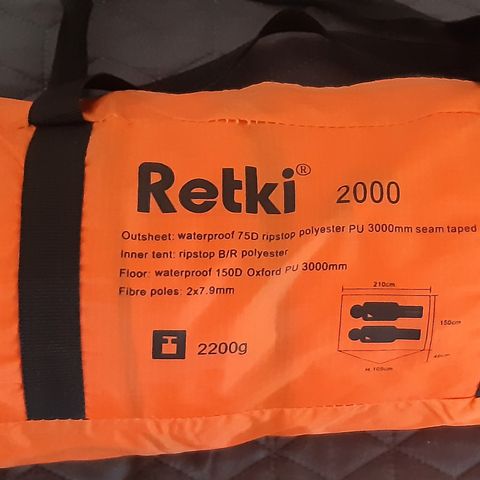 Retki® 2000
Outsheet: waterproof 75D ripstop polyester PU 3000mm seam taped
Inner tent: ripstop B/R polyester
Floor: waterproof 150D Oxford PU 3000mm
Fibre poles: 2x7.9mm
210cm
150cm
H. 105cm
2200g